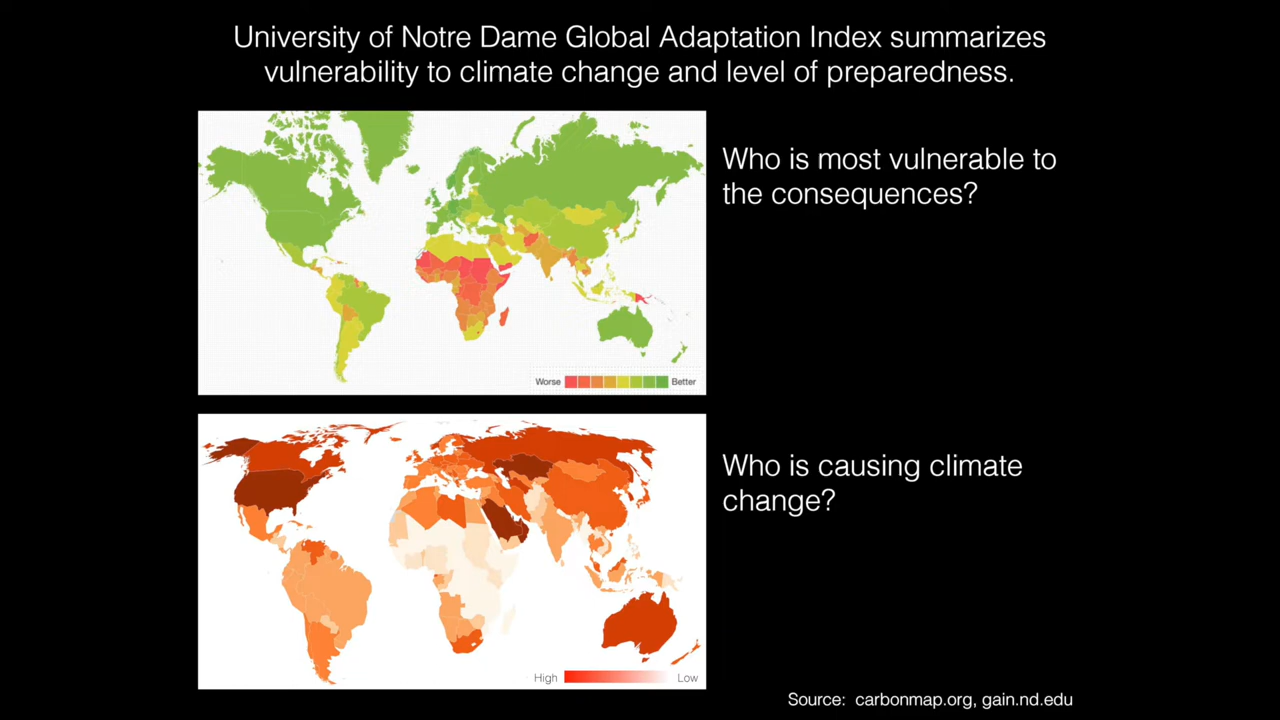 University of Notre Dame Global Adaptation Index summarizes
vulnerability to climate change and level of preparedness.
Who is most vulnerable to
the consequences?
Worse
Better
Who is causing climate
change?
High
Low
Source:  carbonmap.org, gain.nd.edu